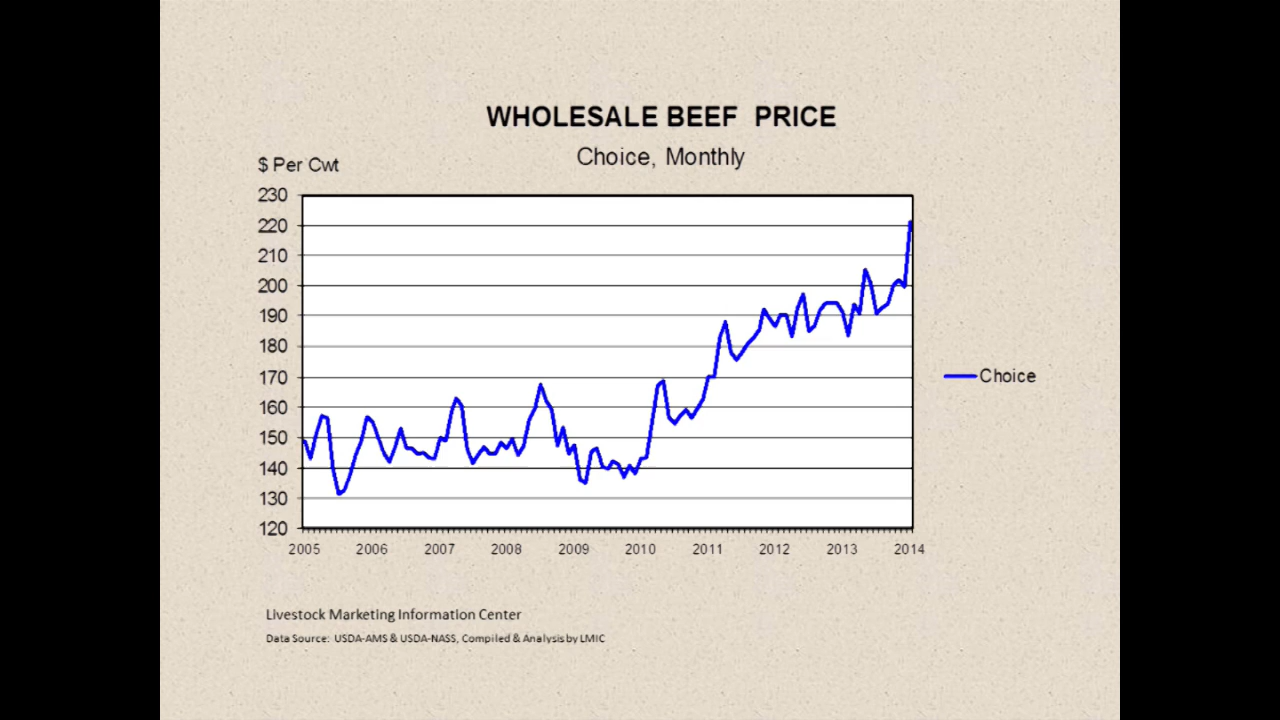 WHOLESALE BEEF PRICE
Choice, Monthly
$ Per Cwt
230
220
210
200
190
180
170
160
150
140
130
120
2005 2006 2007 2008 2009 2010 2011 2012 2013 2014
Choice
Livestock Marketing Information Center
Data Source: USDA-AMS & USDA-NASS, Compiled & Analysis by LMIC